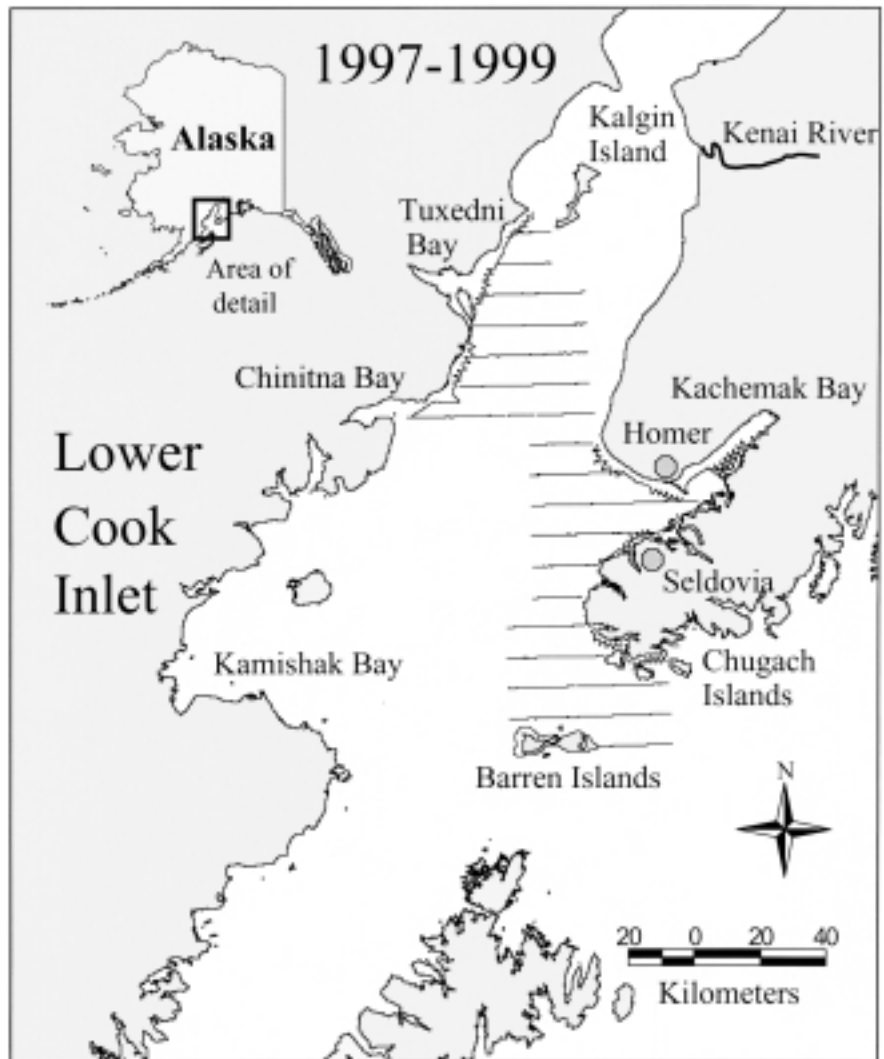 1997-1999
Alaska
Area of
detail
Kalgin
Island
Kenai River
Tuxedni
Bay
Chinitna Bay
Kachemak Bay
Homer
Lower
Cook
Inlet
Seldovia
Kamishak Bay
Chugach
Islands
Barren Islands
N
20 0 20 40
Kilometers